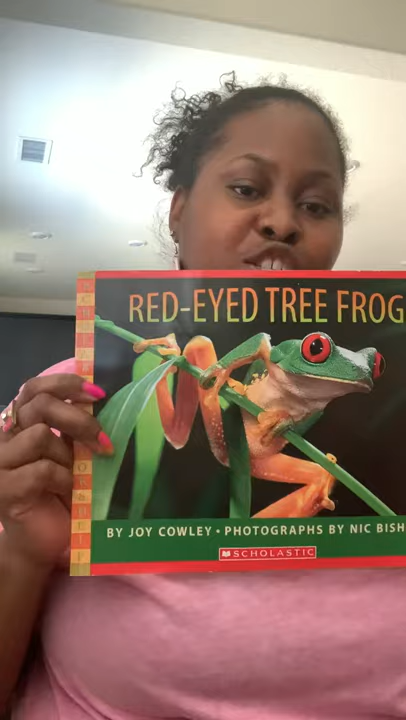 RED-EYED TREE FROG
BY JOY COWLEY • PHOTOGRAPHS BY NIC BISH
SCHOLASTIC